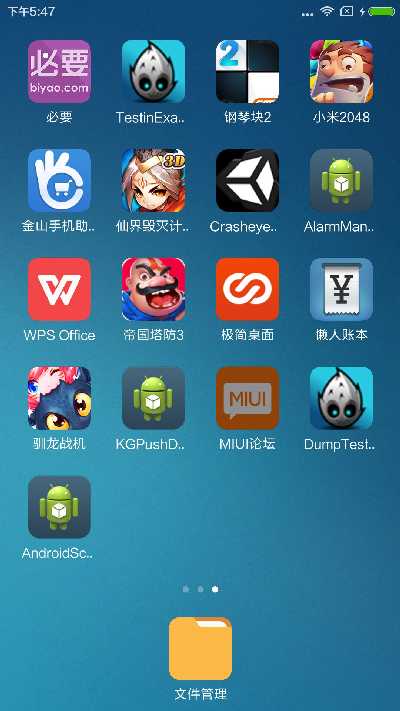 下午5:47
必要
biyao.com
必要
TestinExa..
2
钢琴块2
小米2048
金山手机助..
3D
仙界毁灭计..
Crasheye..
AlarmMan..
W
WPS Office
帝国塔防3
极简桌面
¥
懒人账本
驯龙战机
KGPushD..
MIUI
MIUI论坛
DumpTest..
AndroidSc..
文件管理